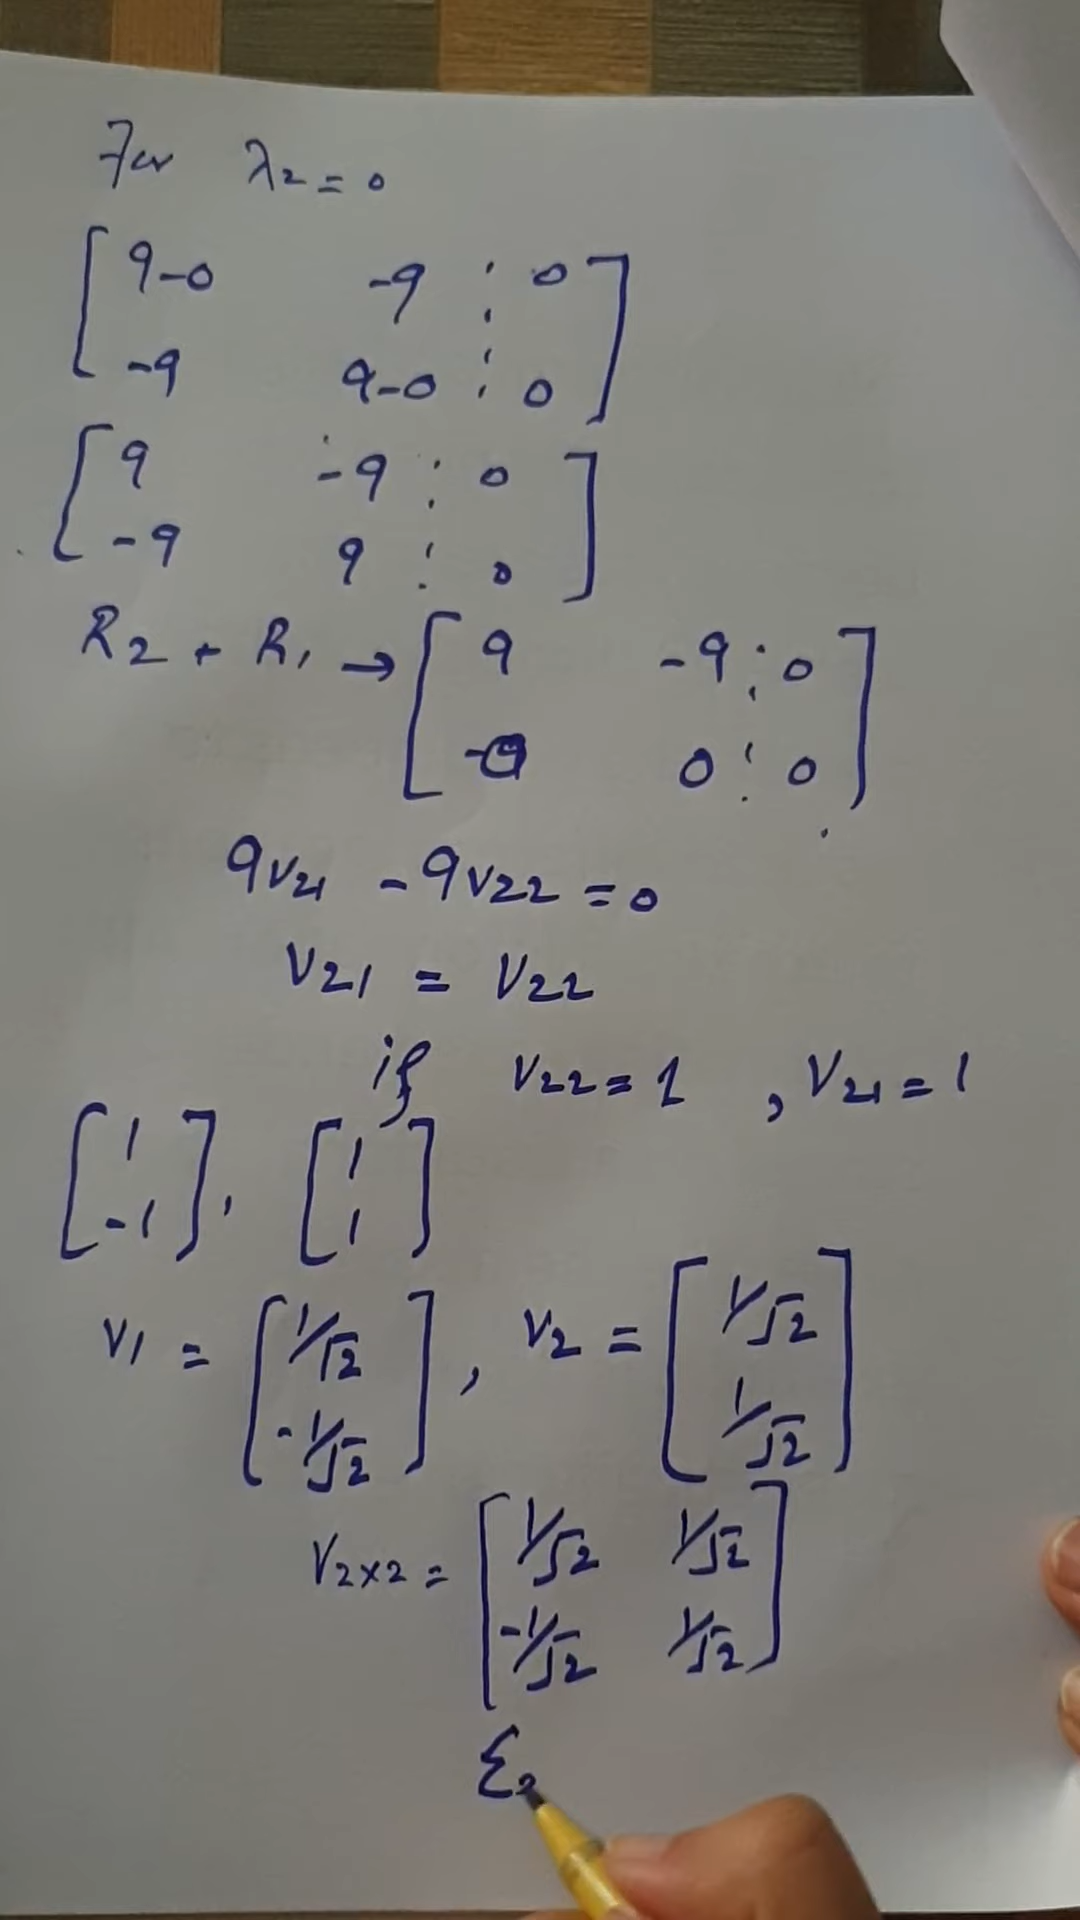 For λ2 = 0
[ 9-0 -9 : 0 ]
[ -9 9-0 : 0 ]
[ 9 -9 : 0 ]
[ -9 9 : 0 ]
R2 + R1 → [ 9 -9 : 0 ]
[ 0 0 : 0 ]
9V21 - 9V22 = 0
V21 = V22
if V22 = 1 , V21 = 1
[ 1 ] , [ 1 ]
[ -1 ] [ 1 ]
V1 = [ 1/√2 ] , V2 = [ 1/√2 ]
[ -1/√2 ] [ 1/√2 ]
V2×2 = [ 1/√2 1/√2 ]
[ -1/√2 1/√2 ]
Σ2